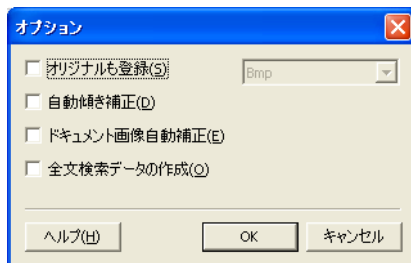 オプション
オリジナルも登録(S) Bmp
自動傾き補正(D)
ドキュメント画像自動補正(E)
全文検索データの作成(O)
ヘルプ(H) OK キャンセル